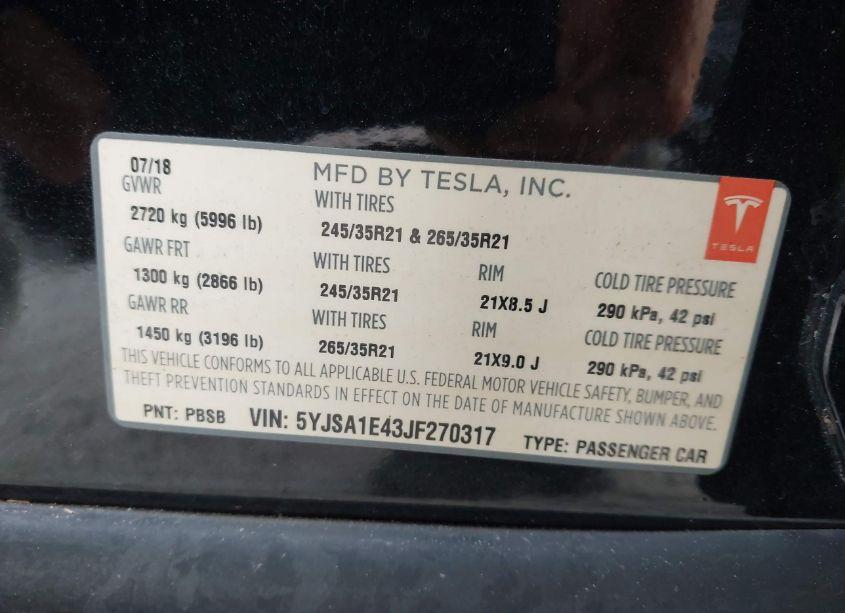 07/18 MFD BY TESLA, INC.
GVWR WITH TIRES
2720 kg (5996 lb) 245/35R21 & 265/35R21
TESLA
GAWR FRT WITH TIRES RIM COLD TIRE PRESSURE
1300 kg (2866 lb) 245/35R21 21X8.5 J 290 kPa, 42 psi
GAWR RR WITH TIRES RIM COLD TIRE PRESSURE
1450 kg (3196 lb) 265/35R21 21X9.0 J 290 kPa, 42 psi
THIS VEHICLE CONFORMS TO ALL APPLICABLE U.S. FEDERAL MOTOR VEHICLE SAFETY, BUMPER, AND
THEFT PREVENTION STANDARDS IN EFFECT ON THE DATE OF MANUFACTURE SHOWN ABOVE.
PNT: PBSB VIN: 5YJSA1E43JF270317 TYPE: PASSENGER CAR